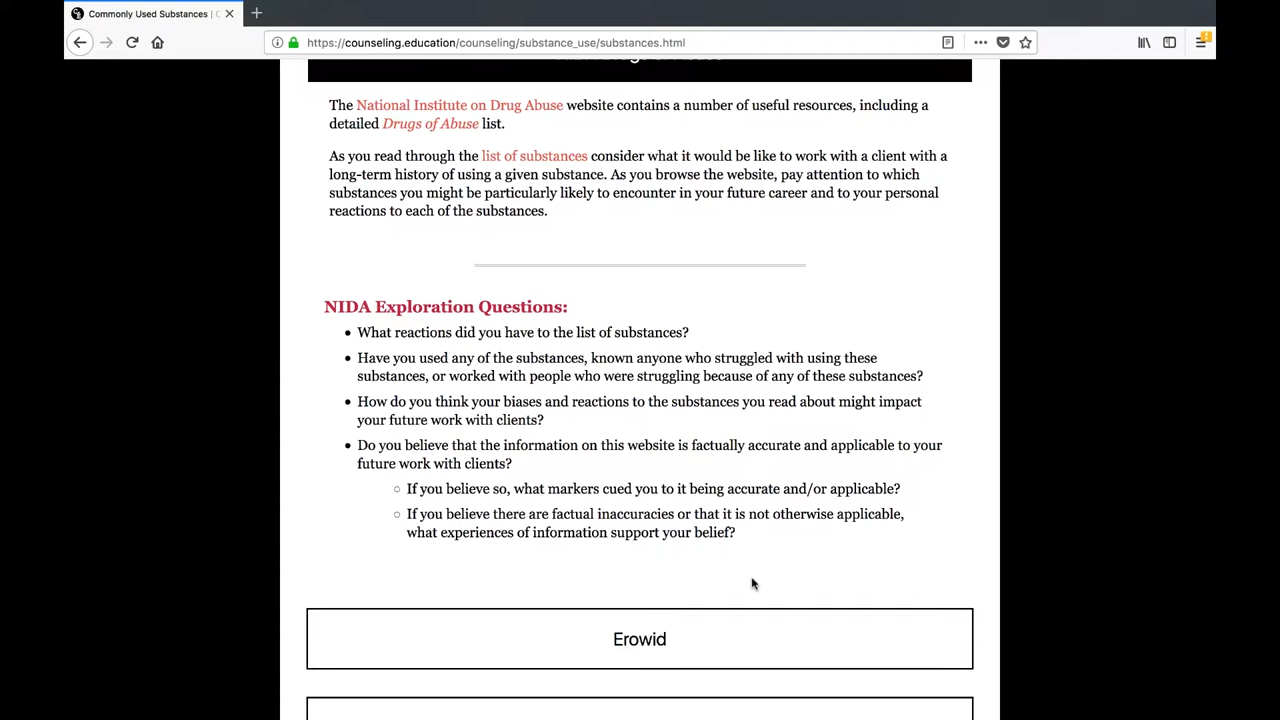 Commonly Used Substances | C
https://counseling.education/counseling/substance_use/substances.html
The National Institute on Drug Abuse website contains a number of useful resources, including a
detailed Drugs of Abuse list.
As you read through the list of substances consider what it would be like to work with a client with a
long-term history of using a given substance. As you browse the website, pay attention to which
substances you might be particularly likely to encounter in your future career and to your personal
reactions to each of the substances.
NIDA Exploration Questions:
What reactions did you have to the list of substances?
Have you used any of the substances, known anyone who struggled with using these
substances, or worked with people who were struggling because of any of these substances?
How do you think your biases and reactions to the substances you read about might impact
your future work with clients?
Do you believe that the information on this website is factually accurate and applicable to your
future work with clients?
If you believe so, what markers cued you to it being accurate and/or applicable?
If you believe there are factual inaccuracies or that it is not otherwise applicable,
what experiences of information support your belief?
Erowid